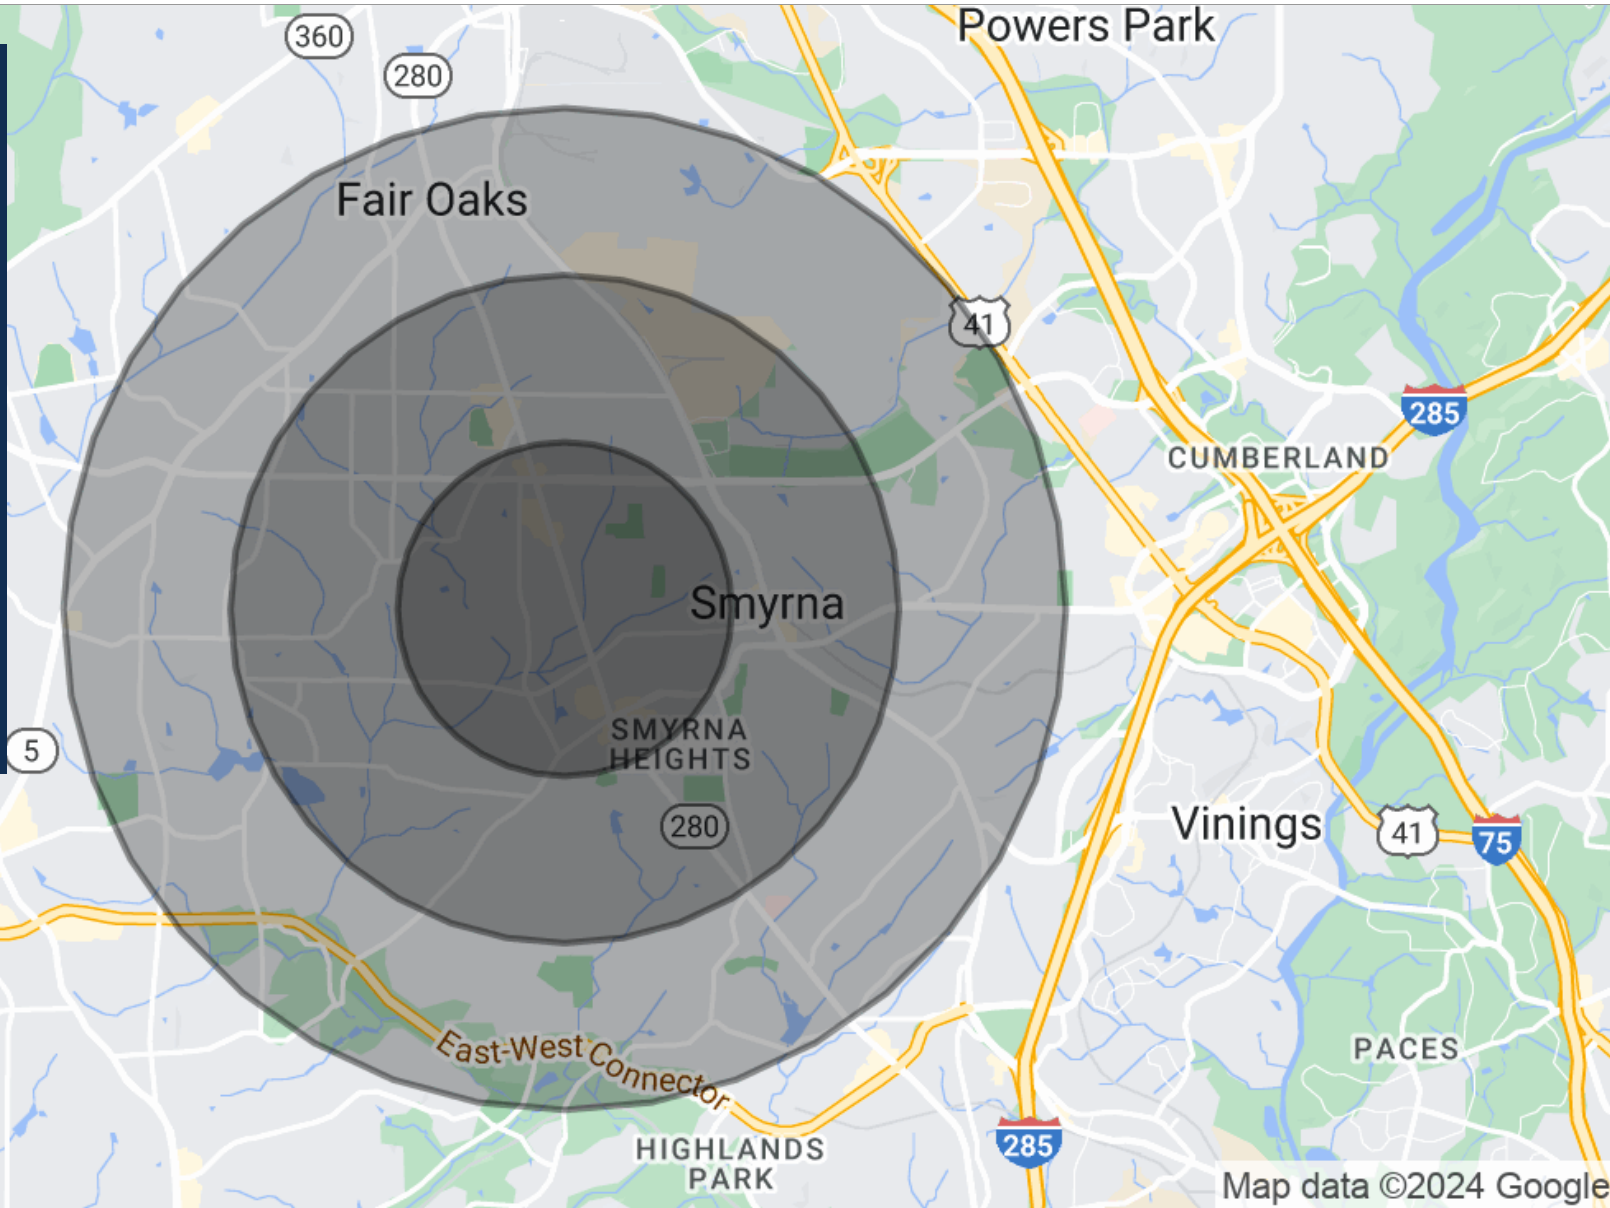 Powers Park
360
280
Fair Oaks
41
285
CUMBERLAND
Smyrna
SMYRNA
HEIGHTS
5
280
Vinings
41
75
East-West Connector
PACES
285
HIGHLANDS
PARK
Map data ©2024 Google